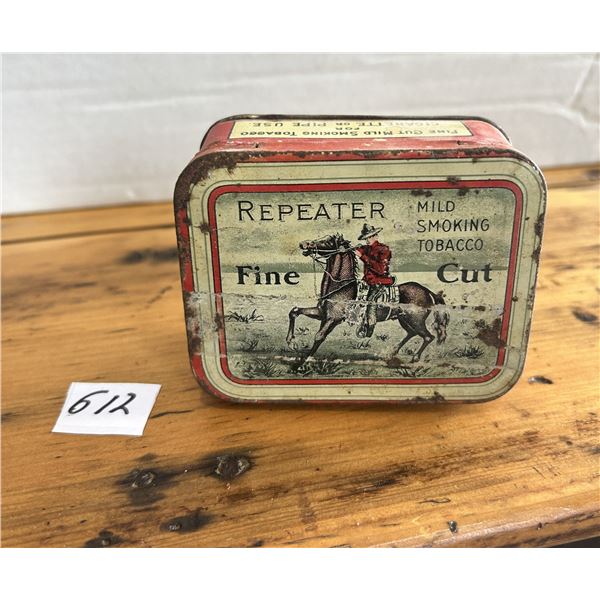 FINE CUT MILD SMOKING TOBACCO
FOR
CIGARETTE OR PIPE USE
REPEATER
MILD
SMOKING
TOBACCO
Fine Cut
612